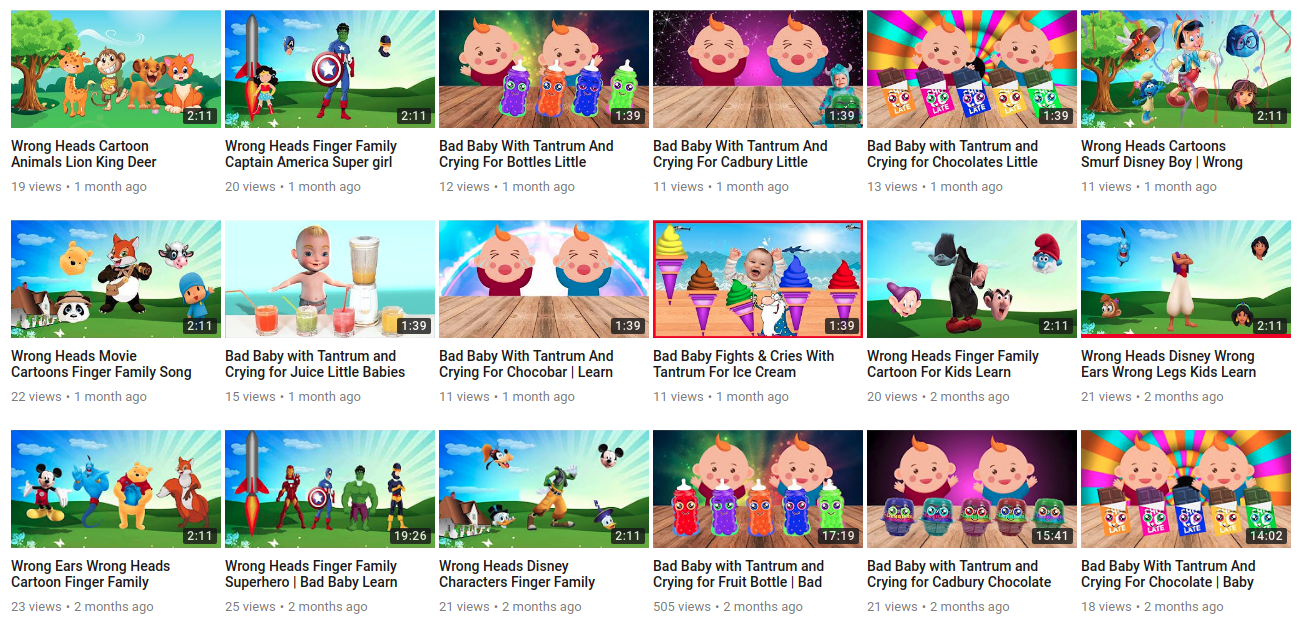 2:11
2:11
1:39
1:39
1:39
2:11
Wrong Heads Cartoon
Animals Lion King Deer
19 views • 1 month ago
Wrong Heads Finger Family
Captain America Super girl
20 views • 1 month ago
Bad Baby With Tantrum And
Crying For Bottles Little
12 views • 1 month ago
Bad Baby With Tantrum And
Crying For Cadbury Little
11 views • 1 month ago
Bad Baby with Tantrum and
Crying for Chocolates Little
13 views • 1 month ago
Wrong Heads Cartoons
Smurf Disney Boy | Wrong
11 views • 1 month ago
2:11
1:39
1:39
1:39
2:11
2:11
Wrong Heads Movie
Cartoons Finger Family Song
22 views • 1 month ago
Bad Baby with Tantrum and
Crying for Juice Little Babies
15 views • 1 month ago
Bad Baby With Tantrum And
Crying For Chocobar | Learn
11 views • 1 month ago
Bad Baby Fights & Cries With
Tantrum For Ice Cream
11 views • 1 month ago
Wrong Heads Finger Family
Cartoon For Kids Learn
20 views • 2 months ago
Wrong Heads Disney Wrong
Ears Wrong Legs Kids Learn
21 views • 2 months ago
2:11
19:26
2:11
17:19
15:41
14:02
Wrong Ears Wrong Heads
Cartoon Finger Family
23 views • 2 months ago
Wrong Heads Finger Family
Superhero | Bad Baby Learn
25 views • 2 months ago
Wrong Heads Disney
Characters Finger Family
21 views • 2 months ago
Bad Baby with Tantrum and
Crying for Fruit Bottle | Bad
505 views • 2 months ago
Bad Baby with Tantrum and
Crying for Cadbury Chocolate
21 views • 2 months ago
Bad Baby With Tantrum And
Crying For Chocolate | Baby
18 views • 2 months ago